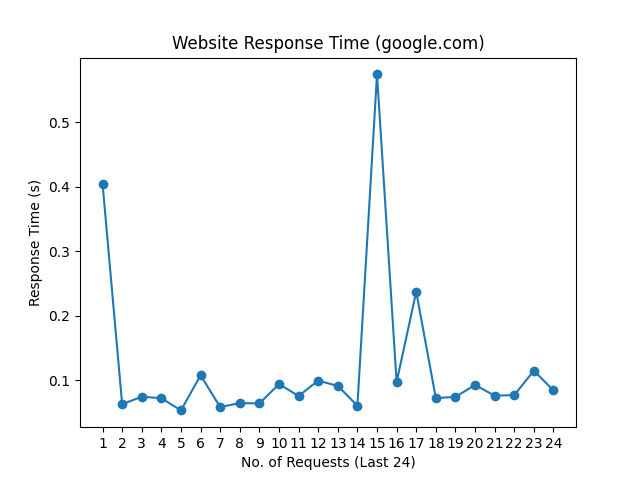 Website Response Time (google.com)
0.5
0.4
0.3
0.2
0.1
Response Time (s)
1 2 3 4 5 6 7 8 9 10 11 12 13 14 15 16 17 18 19 20 21 22 23 24
No. of Requests (Last 24)